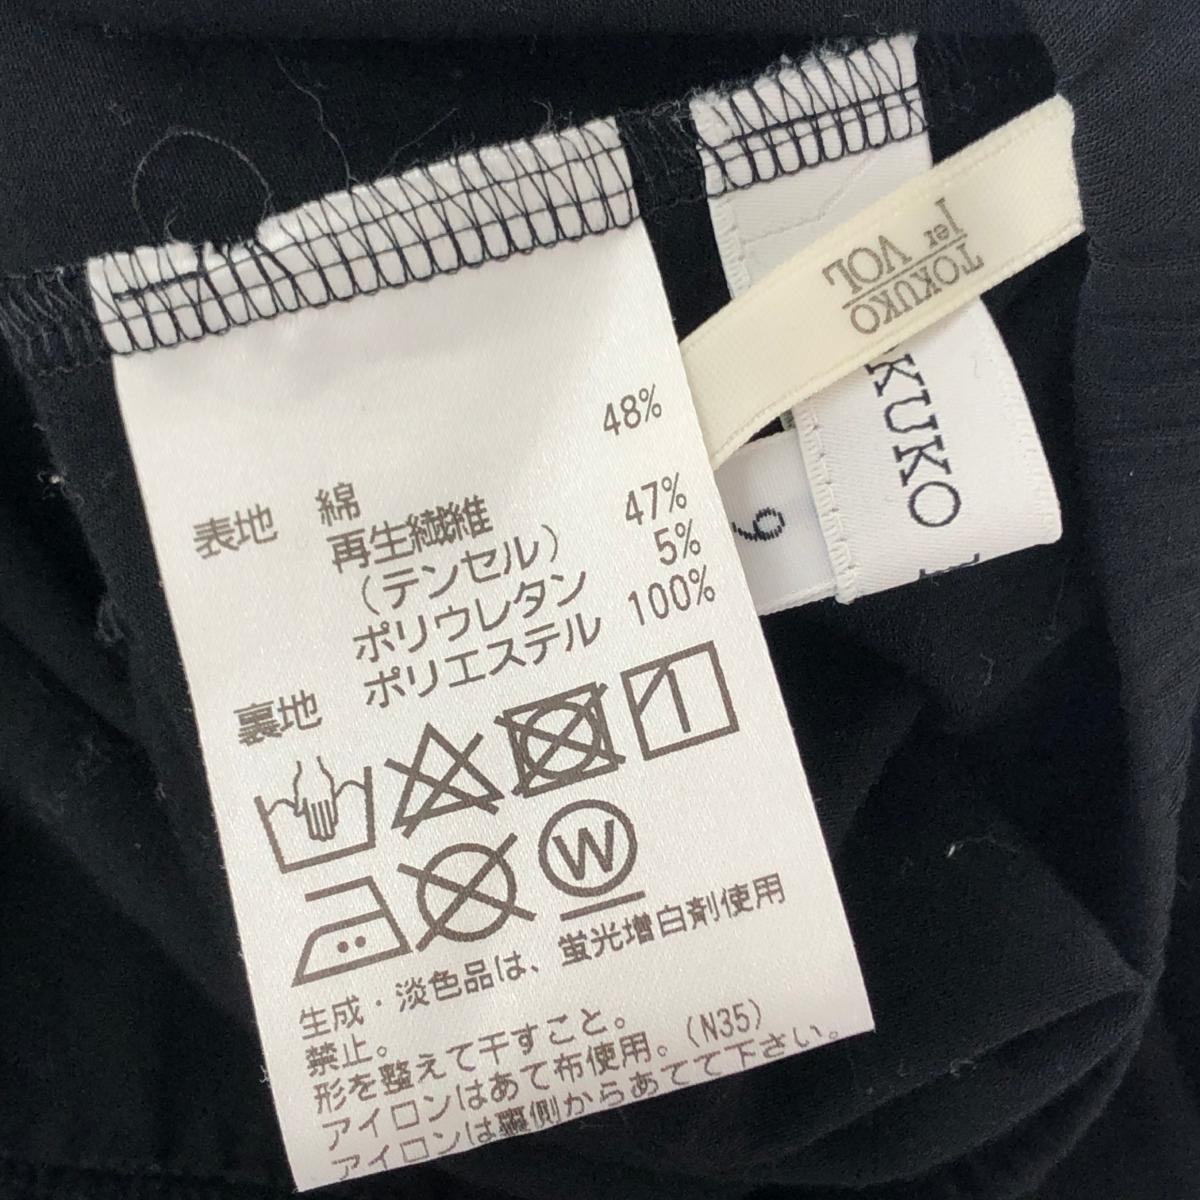 表地 綿 48%
再生繊維
（テンセル） 47%
ポリウレタン 5%
裏地 ポリエステル 100%
W
生成・淡色品は、蛍光増白剤使用
禁止。
形を整えて干すこと。
アイロンはあて布使用。（N35）
アイロンは裏側からあてて下さい。
TOKUKO
1er VOL
KUKO
9